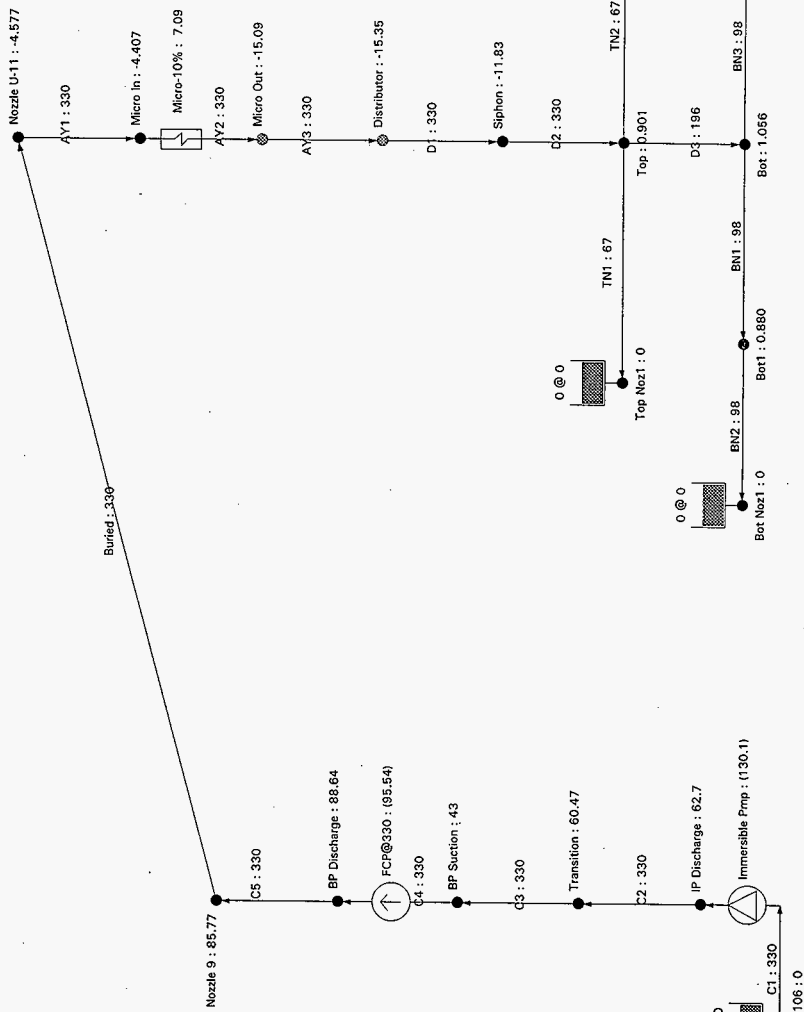 Nozzle U-11 : -4.577
AY1 : 330
Micro In : -4.407
Micro-10% : 7.09
AY2 : 330
Micro Out : -15.09
AY3 : 330
Distributor : -15.35
D1 : 330
Siphon : -11.83
D2 : 330
TN2 : 67
Top : 0.901
D3 : 196
BN3 : 98
Bot : 1.056
TN1 : 67
BN1 : 98
0 @ 0
Top Noz1 : 0
Bot1 : 0.880
BN2 : 98
0 @ 0
Bot Noz1 : 0
Buried : 330
Nozzle 9 : 85.77
C5 : 330
BP Discharge : 88.64
FCP@330 : (95.54)
C4 : 330
BP Suction : 43
C3 : 330
Transition : 60.47
C2 : 330
IP Discharge : 62.7
Immersible Pmp : (130.1)
C1 : 330
106 : 0